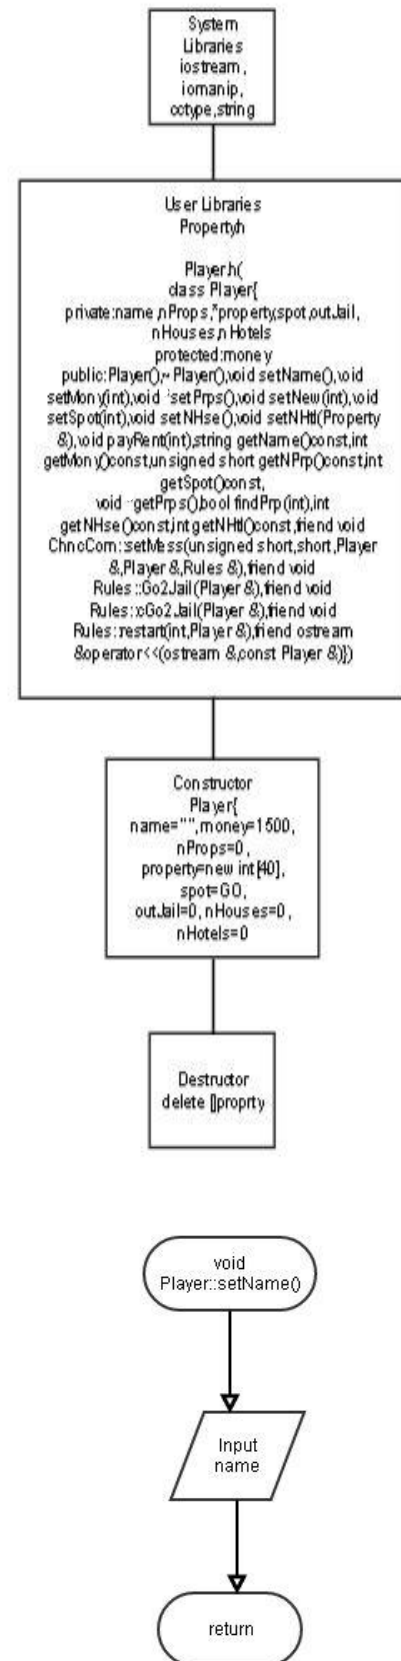 System
Libraries
iostream,
iomanip,
cctype,string
User Libraries
Property.h
Player.h(
class Player{
private:name,nProps,*property,spot,outJail,
nHouses,nHotels
protected:money
public:Player(),~Player(),void setName(),void
setMony(int),void setPrps(),void setNew(int),void
setSpot(int),void setNHse(),void setNHtl(Property
&),void payRent(int),string getName()const,int
getMony()const,unsigned short getNPrp()const,int
getSpot()const,
void getPrps(),bool findPrp(int),int
getNHse()const,int getNHtl()const,friend void
ChncCom::setMess(unsigned short,short,Player
&,Player &,Rules &),friend void
Rules::Go2Jail(Player &),friend void
Rules::cGo2Jail(Player &),friend void
Rules::restart(int,Player &),friend ostream
&operator<<(ostream &,const Player &)})
Constructor
Player{
name="",money=1500,
nProps=0,
property=new int[40],
spot=GO,
outJail=0, nHouses=0,
nHotels=0
Destructor
delete []proprty
void
Player::setName()
Input
name
return